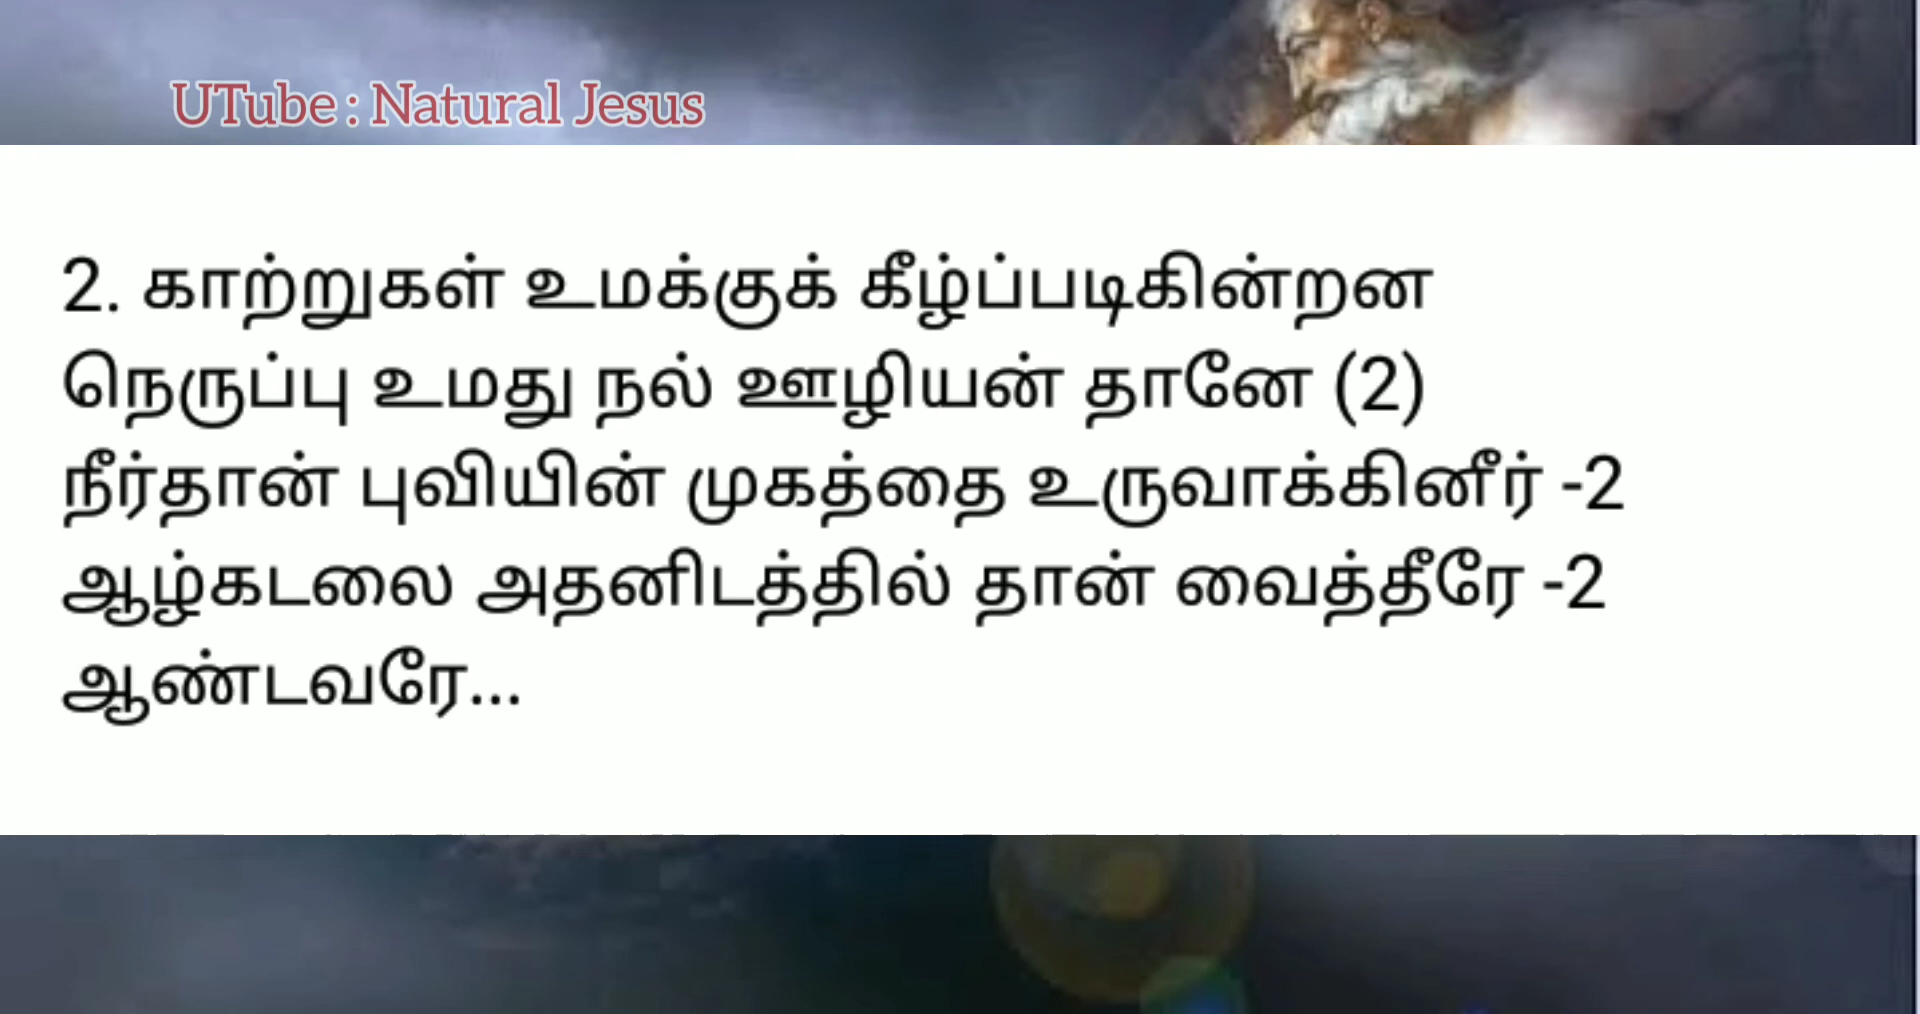 UTube : Natural Jesus
2. காற்றுகள் உமக்குக் கீழ்ப்படிகின்றன
நெருப்பு உமது நல் ஊழியன் தானே (2)
நீர்தான் புவியின் முகத்தை உருவாக்கினீர் -2
ஆழ்கடலை அதனிடத்தில் தான் வைத்தீரே -2
ஆண்டவரே...